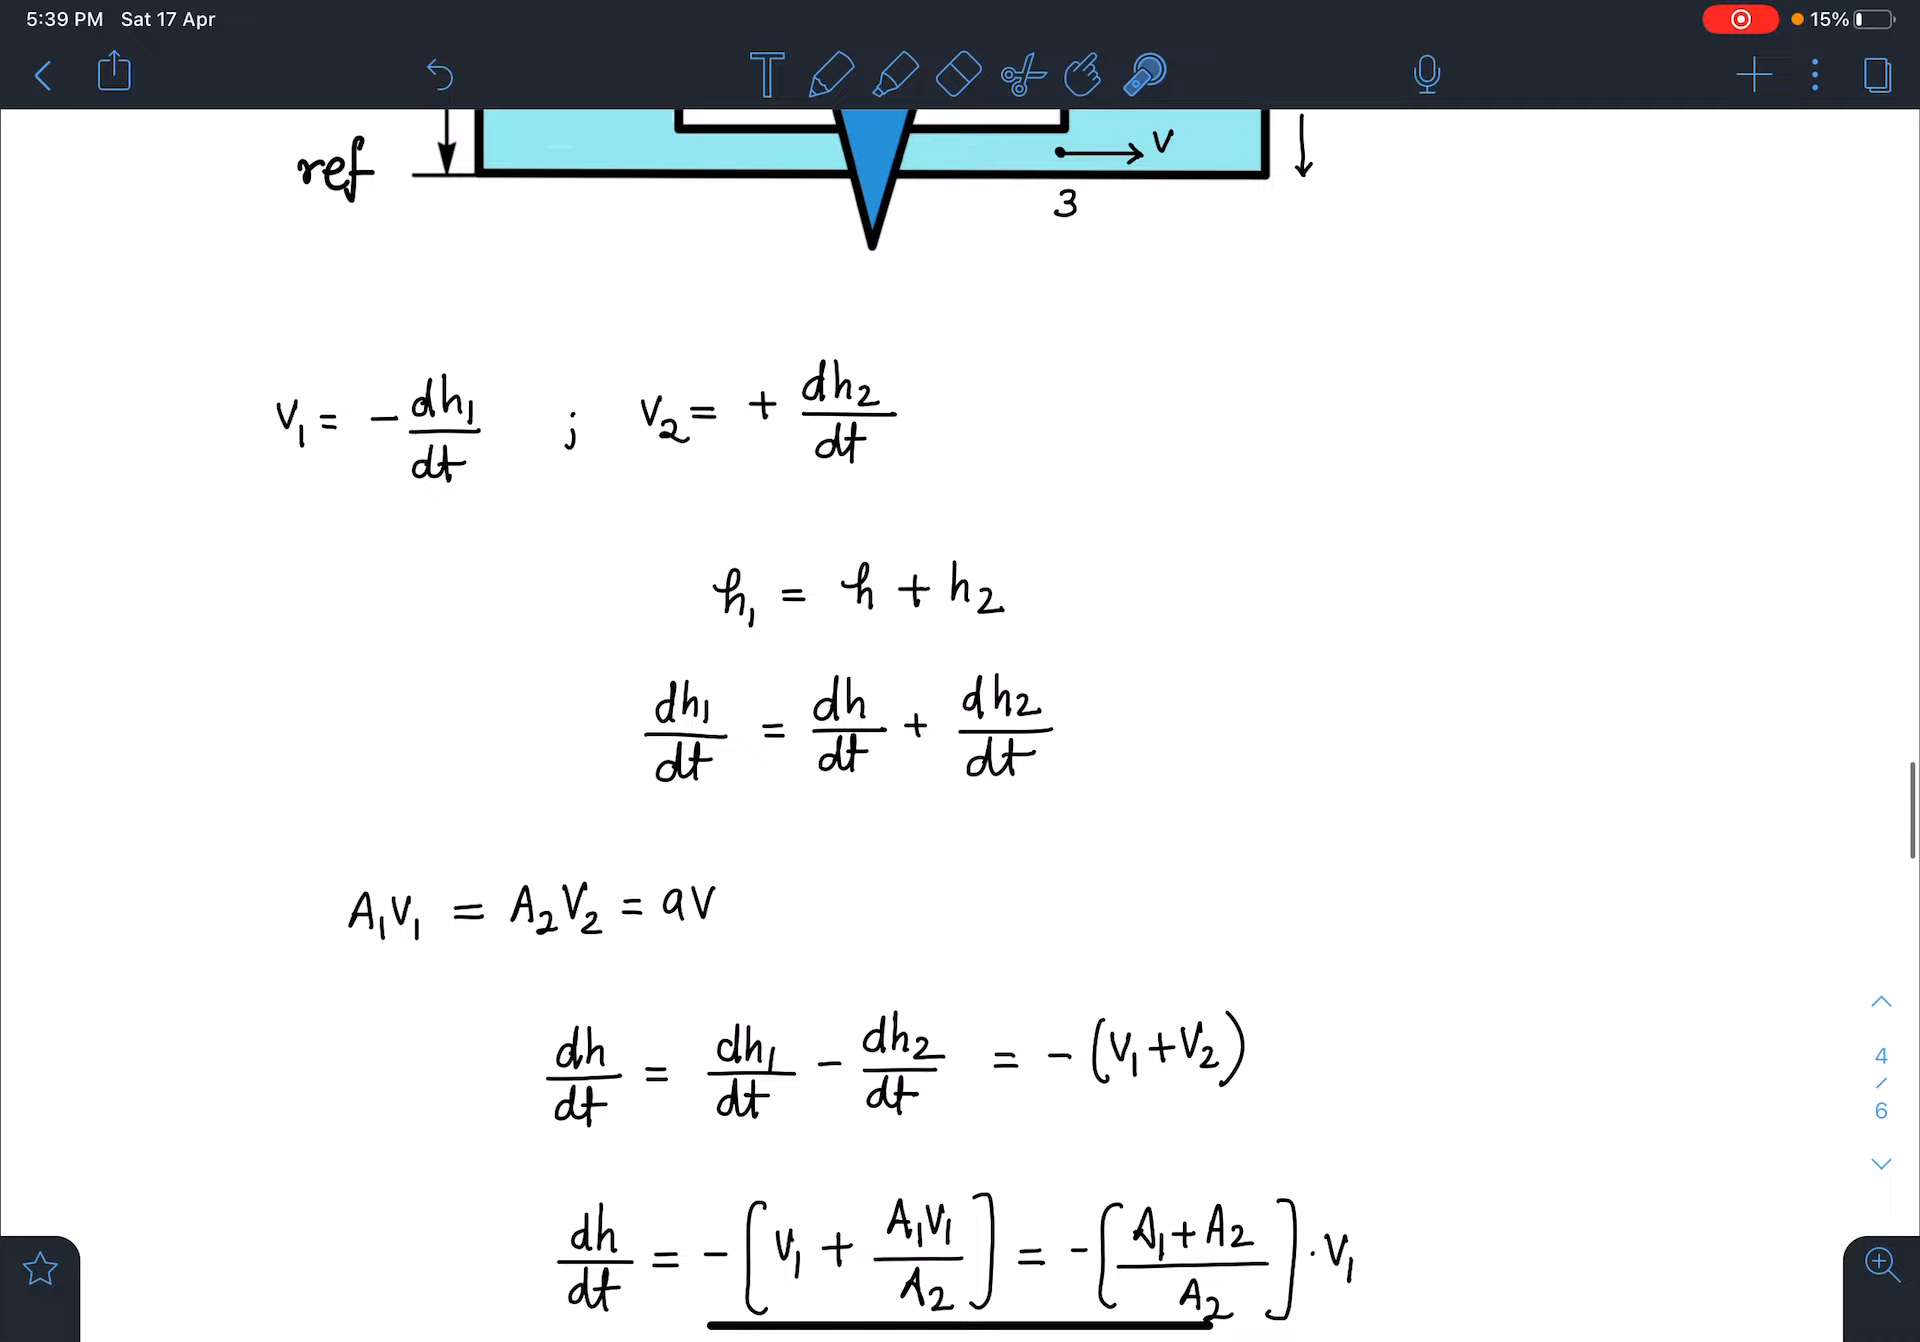 5:39 PM Sat 17 Apr 15%
ref
v
3
V₁ = - dh₁/dt ; V₂ = + dh₂/dt
h₁ = h + h₂
dh₁/dt = dh/dt + dh₂/dt
A₁V₁ = A₂V₂ = av
dh/dt = dh₁/dt - dh₂/dt = - (V₁+V₂)
dh/dt = - [V₁ + A₁V₁/A₂] = - [A₁+A₂/A₂] . V₁
4
/
6